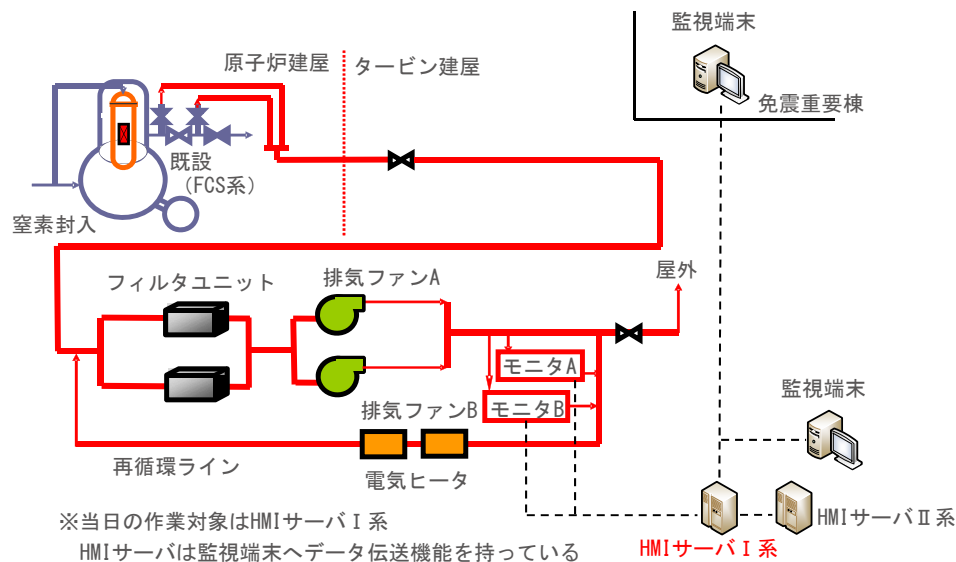 監視端末
原子炉建屋
タービン建屋
免震重要棟
既設
(FCS系)
窒素封入
屋外
フィルタユニット
排気ファンA
モニタA
監視端末
モニタB
排気ファンB
再循環ライン
電気ヒータ
※当日の作業対象はHMIサーバⅠ系
HMIサーバⅡ系
HMIサーバは監視端末へデータ伝送機能を持っている
HMIサーバⅠ系